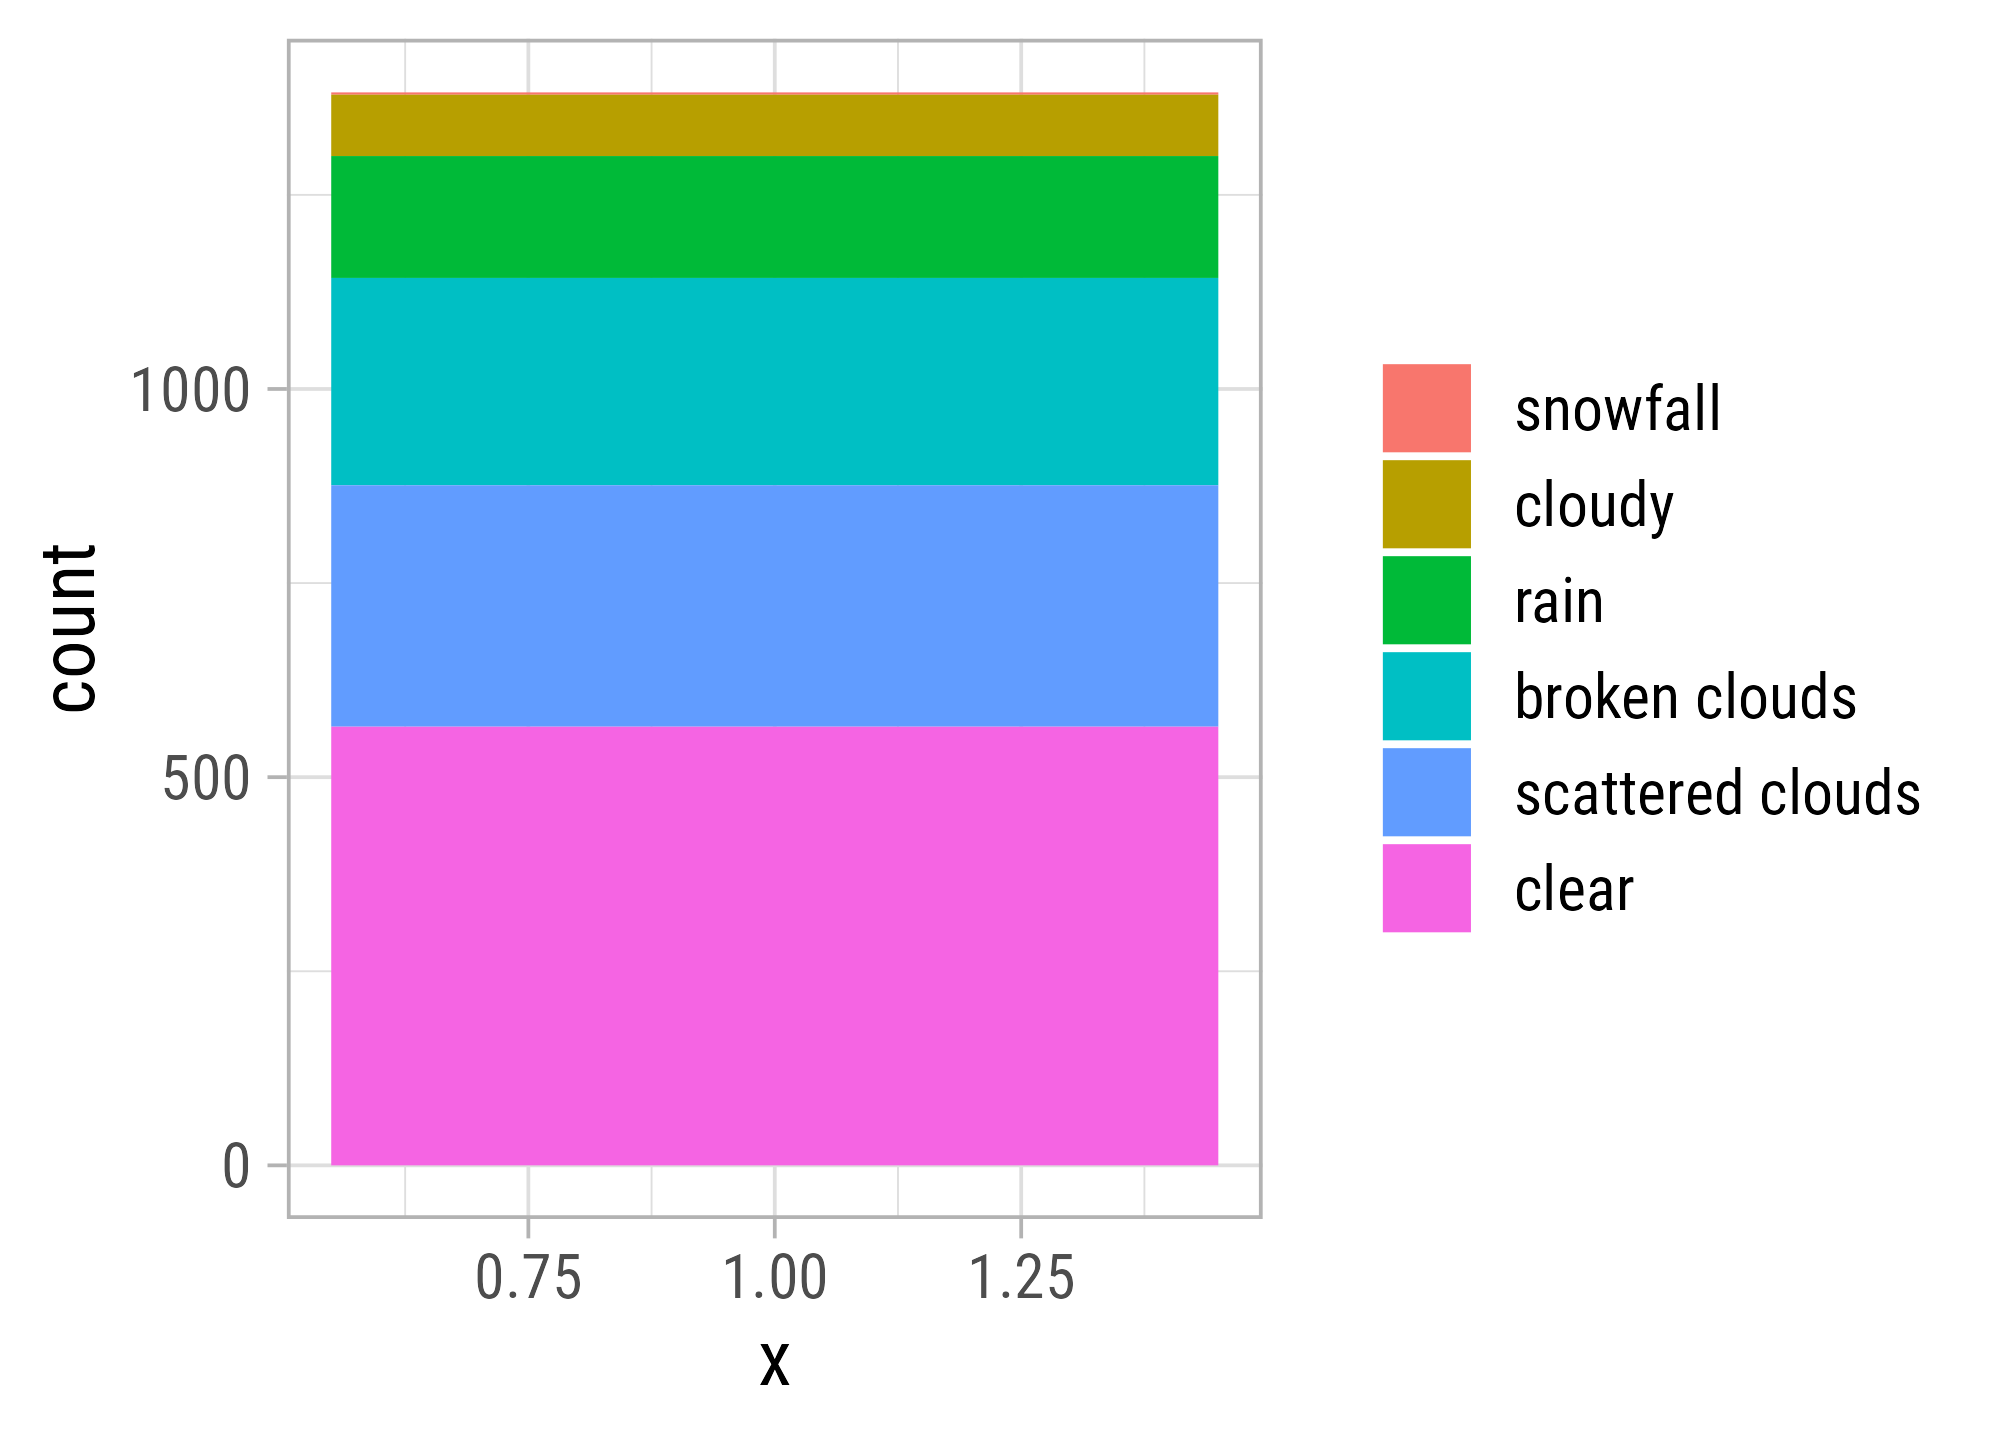 count
1000
500
0
0.75 1.00 1.25
x
snowfall
cloudy
rain
broken clouds
scattered clouds
clear